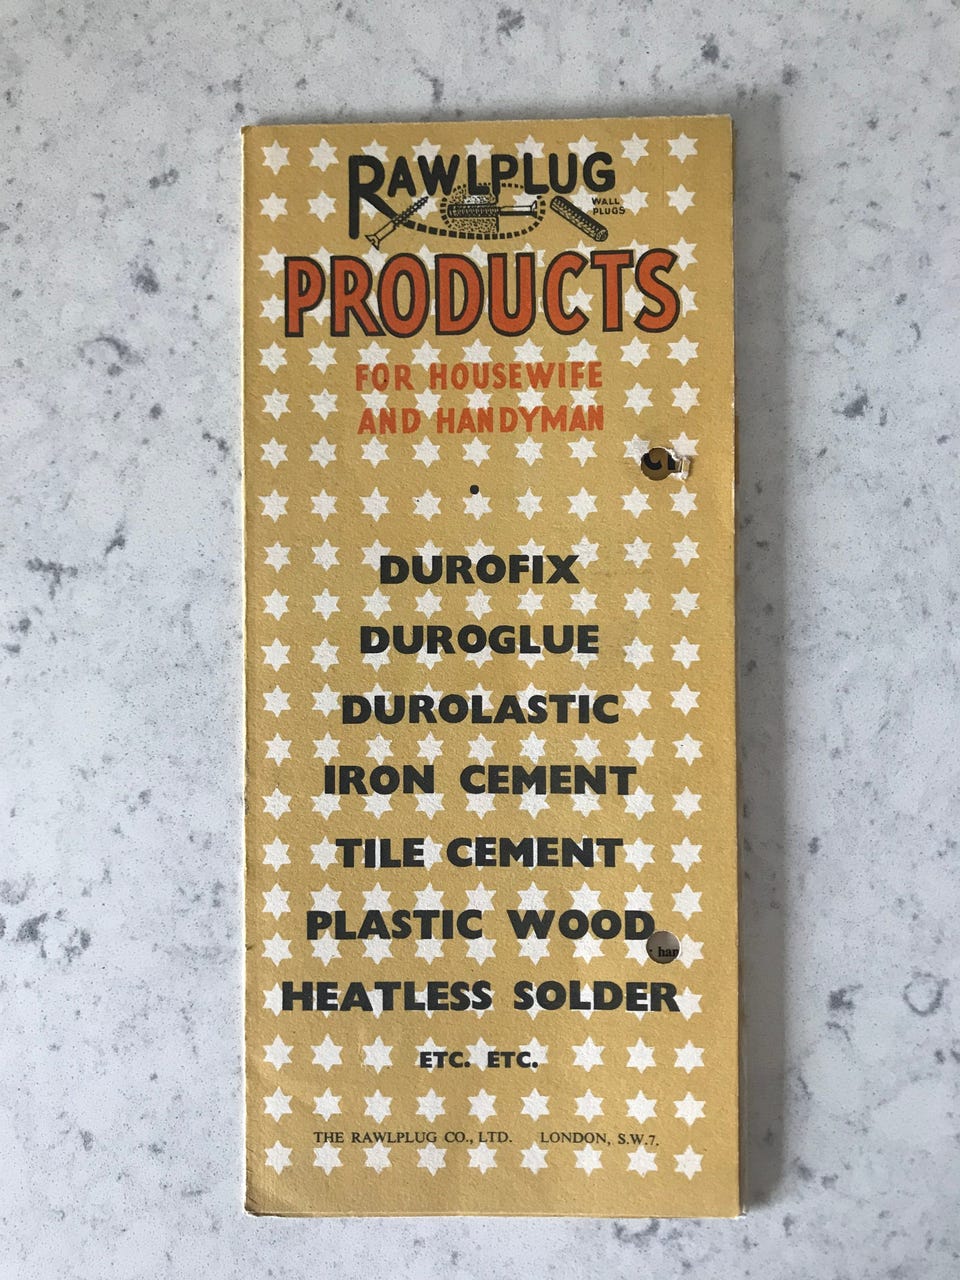 RAWLPLUG
WALL
PLUGS
PRODUCTS
FOR HOUSEWIFE
AND HANDYMAN
DUROFIX
DUROGLUE
DUROLASTIC
IRON CEMENT
TILE CEMENT
PLASTIC WOOD
HEATLESS SOLDER
ETC. ETC.
THE RAWLPLUG CO., LTD. LONDON, S.W.7.